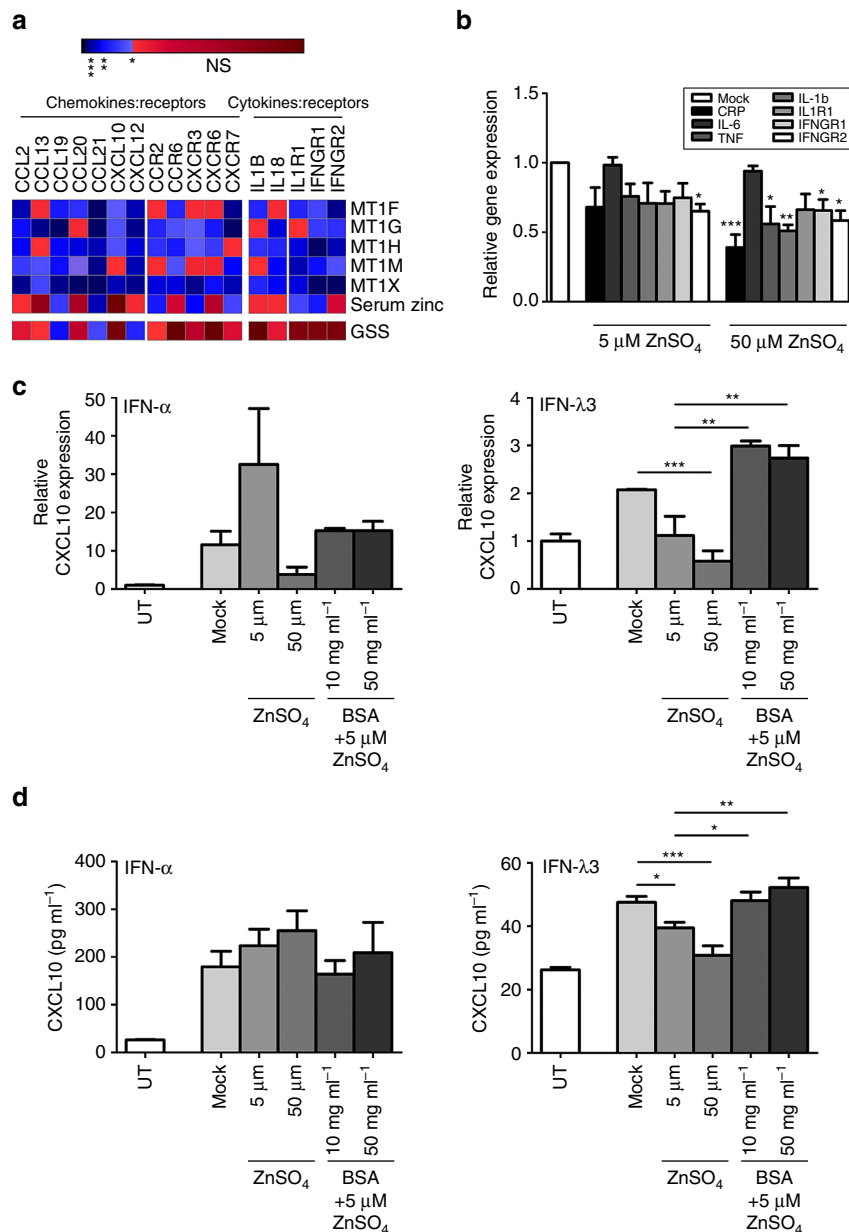 a
***
**
*
NS
Chemokines:receptors
Cytokines:receptors
CCL2
CCL13
CCL19
CCL20
CCL21
CXCL10
CXCL12
CCR2
CCR6
CXCR3
CXCR6
CXCR7
IL1B
IL18
IL1R1
IFNGR1
IFNGR2
MT1F
MT1G
MT1H
MT1M
MT1X
Serum zinc
GSS
b
Relative gene expression
1.5
1.0
0.5
0.0
Mock
CRP
IL-6
TNF
IL-1b
IL1R1
IFNGR1
IFNGR2
*
***
*
**
*
*
5 μM ZnSO4
50 μM ZnSO4
c
IFN-α
Relative
CXCL10 expression
50
40
30
20
10
0
UT
Mock
5 μm
50 μm
10 mg ml−1
50 mg ml−1
ZnSO4
BSA
+5 μM
ZnSO4
IFN-λ3
Relative
CXCL10 expression
4
3
2
1
0
**
**
***
UT
Mock
5 μm
50 μm
10 mg ml−1
50 mg ml−1
ZnSO4
BSA
+5 μM
ZnSO4
d
IFN-α
CXCL10 (pg ml−1)
400
300
200
100
0
UT
Mock
5 μm
50 μm
10 mg ml−1
50 mg ml−1
ZnSO4
BSA
+5 μM
ZnSO4
IFN-λ3
CXCL10 (pg ml−1)
60
40
20
0
**
*
***
*
UT
Mock
5 μm
50 μm
10 mg ml−1
50 mg ml−1
ZnSO4
BSA
+5 μM
ZnSO4